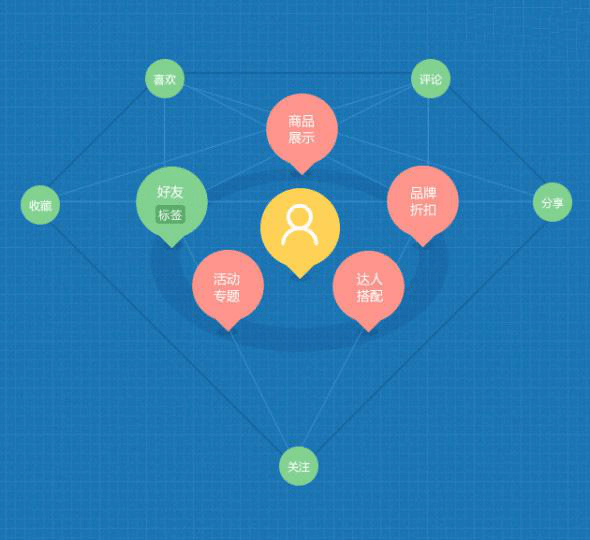 喜欢
评论
商品
展示
好友
标签
品牌
折扣
收藏
分享
活动
专题
达人
搭配
关注